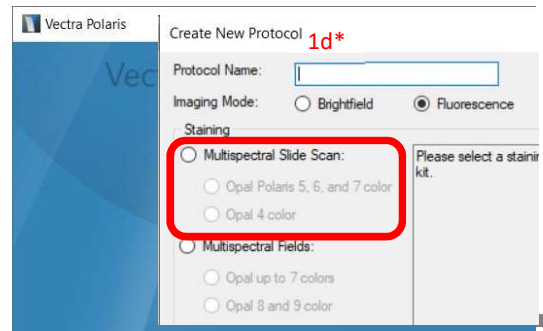 Vectra Polaris
Create New Protocol 1d*
Vec
Protocol Name:
Imaging Mode: Brightfield Fluorescence
Staining
Multispectral Slide Scan:
Please select a
kit.
Opal Polaris 5, 6, and 7 color
Opal 4 color
Multispectral Fields:
Opal up to 7 colors
Opal 8 and 9 color